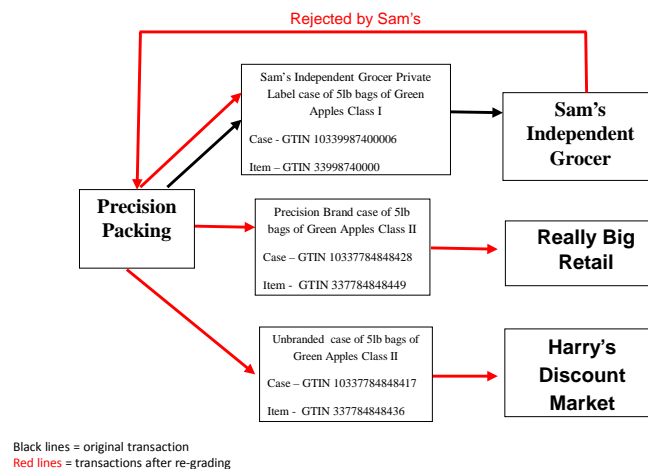 Rejected by Sam's
Sam's Independent Grocer Private
Label case of 5lb bags of Green
Apples Class I
Case - GTIN 10339987400006
Item – GTIN 33998740000
Sam's
Independent
Grocer
Precision
Packing
Precision Brand case of 5lb
bags of Green Apples Class II
Case – GTIN 10337784848428
Item -  GTIN 337784848449
Really Big
Retail
Unbranded  case of 5lb bags of
Green Apples Class II
Case – GTIN 10337784848417
Item -  GTIN 337784848436
Harry's
Discount
Market
Black lines = original transaction
Red lines = transactions after re-grading